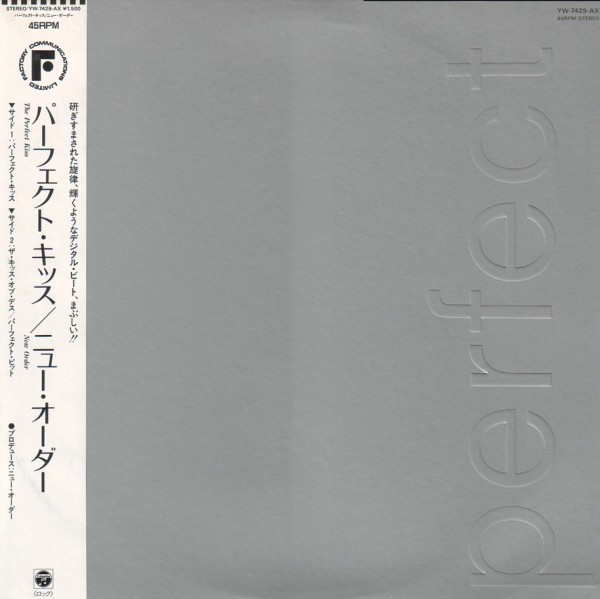 STEREO/YW-7429-AX ¥1,500
パーフェクト・キッス/ニュー・オーダー
45RPM
FACTORY COMMUNICATIONS LIMITED
F
研ぎすまされた旋律、輝くようなデジタル・ビート、まぶしい!!
パーフェクト・キッス/ニュー・オーダー
The Perfect Kiss
New Order
▼サイド1:パーフェクト・キッス ▼サイド2:ザ・キッス・オブ・デス/パーフェクト・ピット
●プロデュース:ニュー・オーダー
(ロック)
YW-7429-AX
45RPM・STEREO
perfect